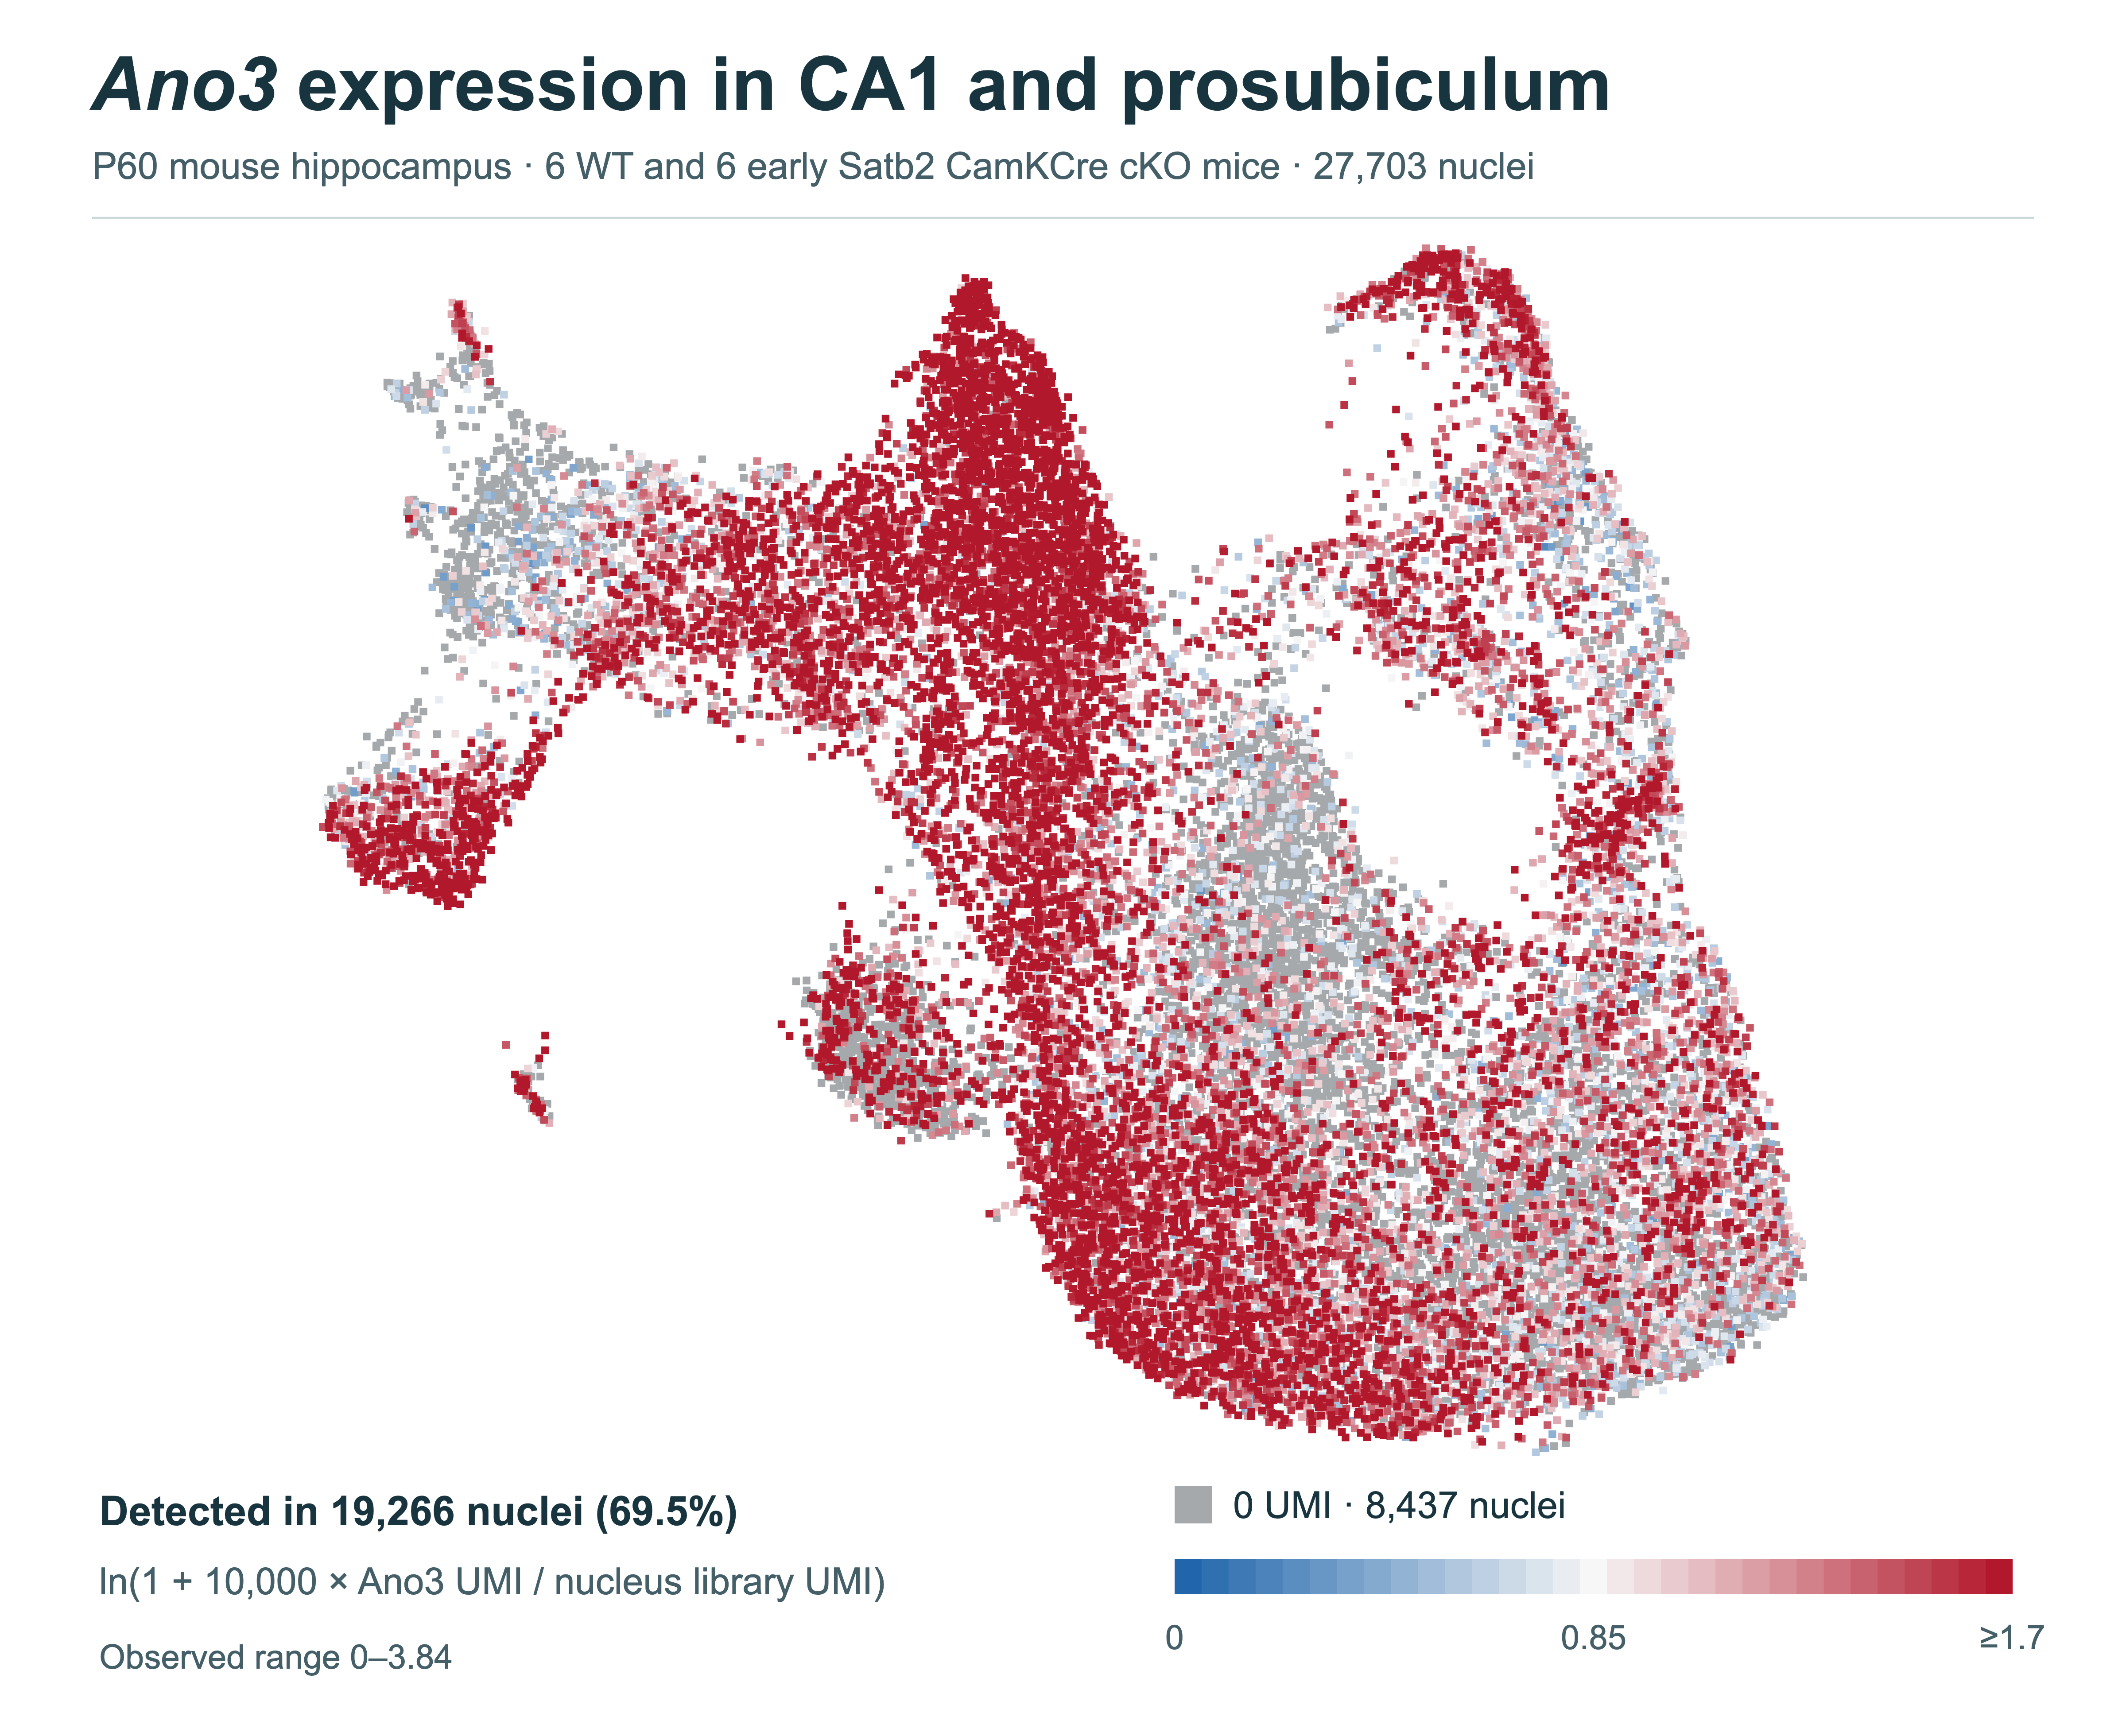 Ano3 expression in CA1 and prosubiculum
P60 mouse hippocampus · 6 WT and 6 early Satb2 CamKCre cKO mice · 27,703 nuclei
Detected in 19,266 nuclei (69.5%)
ln(1 + 10,000 × Ano3 UMI / nucleus library UMI)
Observed range 0–3.84
0 UMI · 8,437 nuclei
0 0.85 ≥1.7